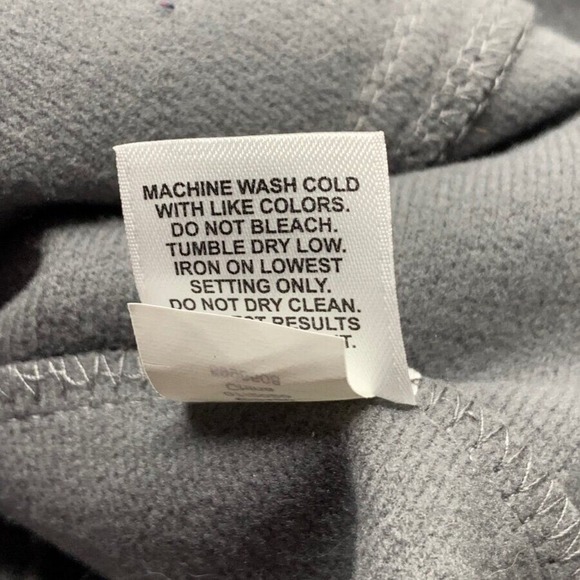 MACHINE WASH COLD
WITH LIKE COLORS.
DO NOT BLEACH.
TUMBLE DRY LOW.
IRON ON LOWEST
SETTING ONLY.
DO NOT DRY CLEAN.
RESULTS